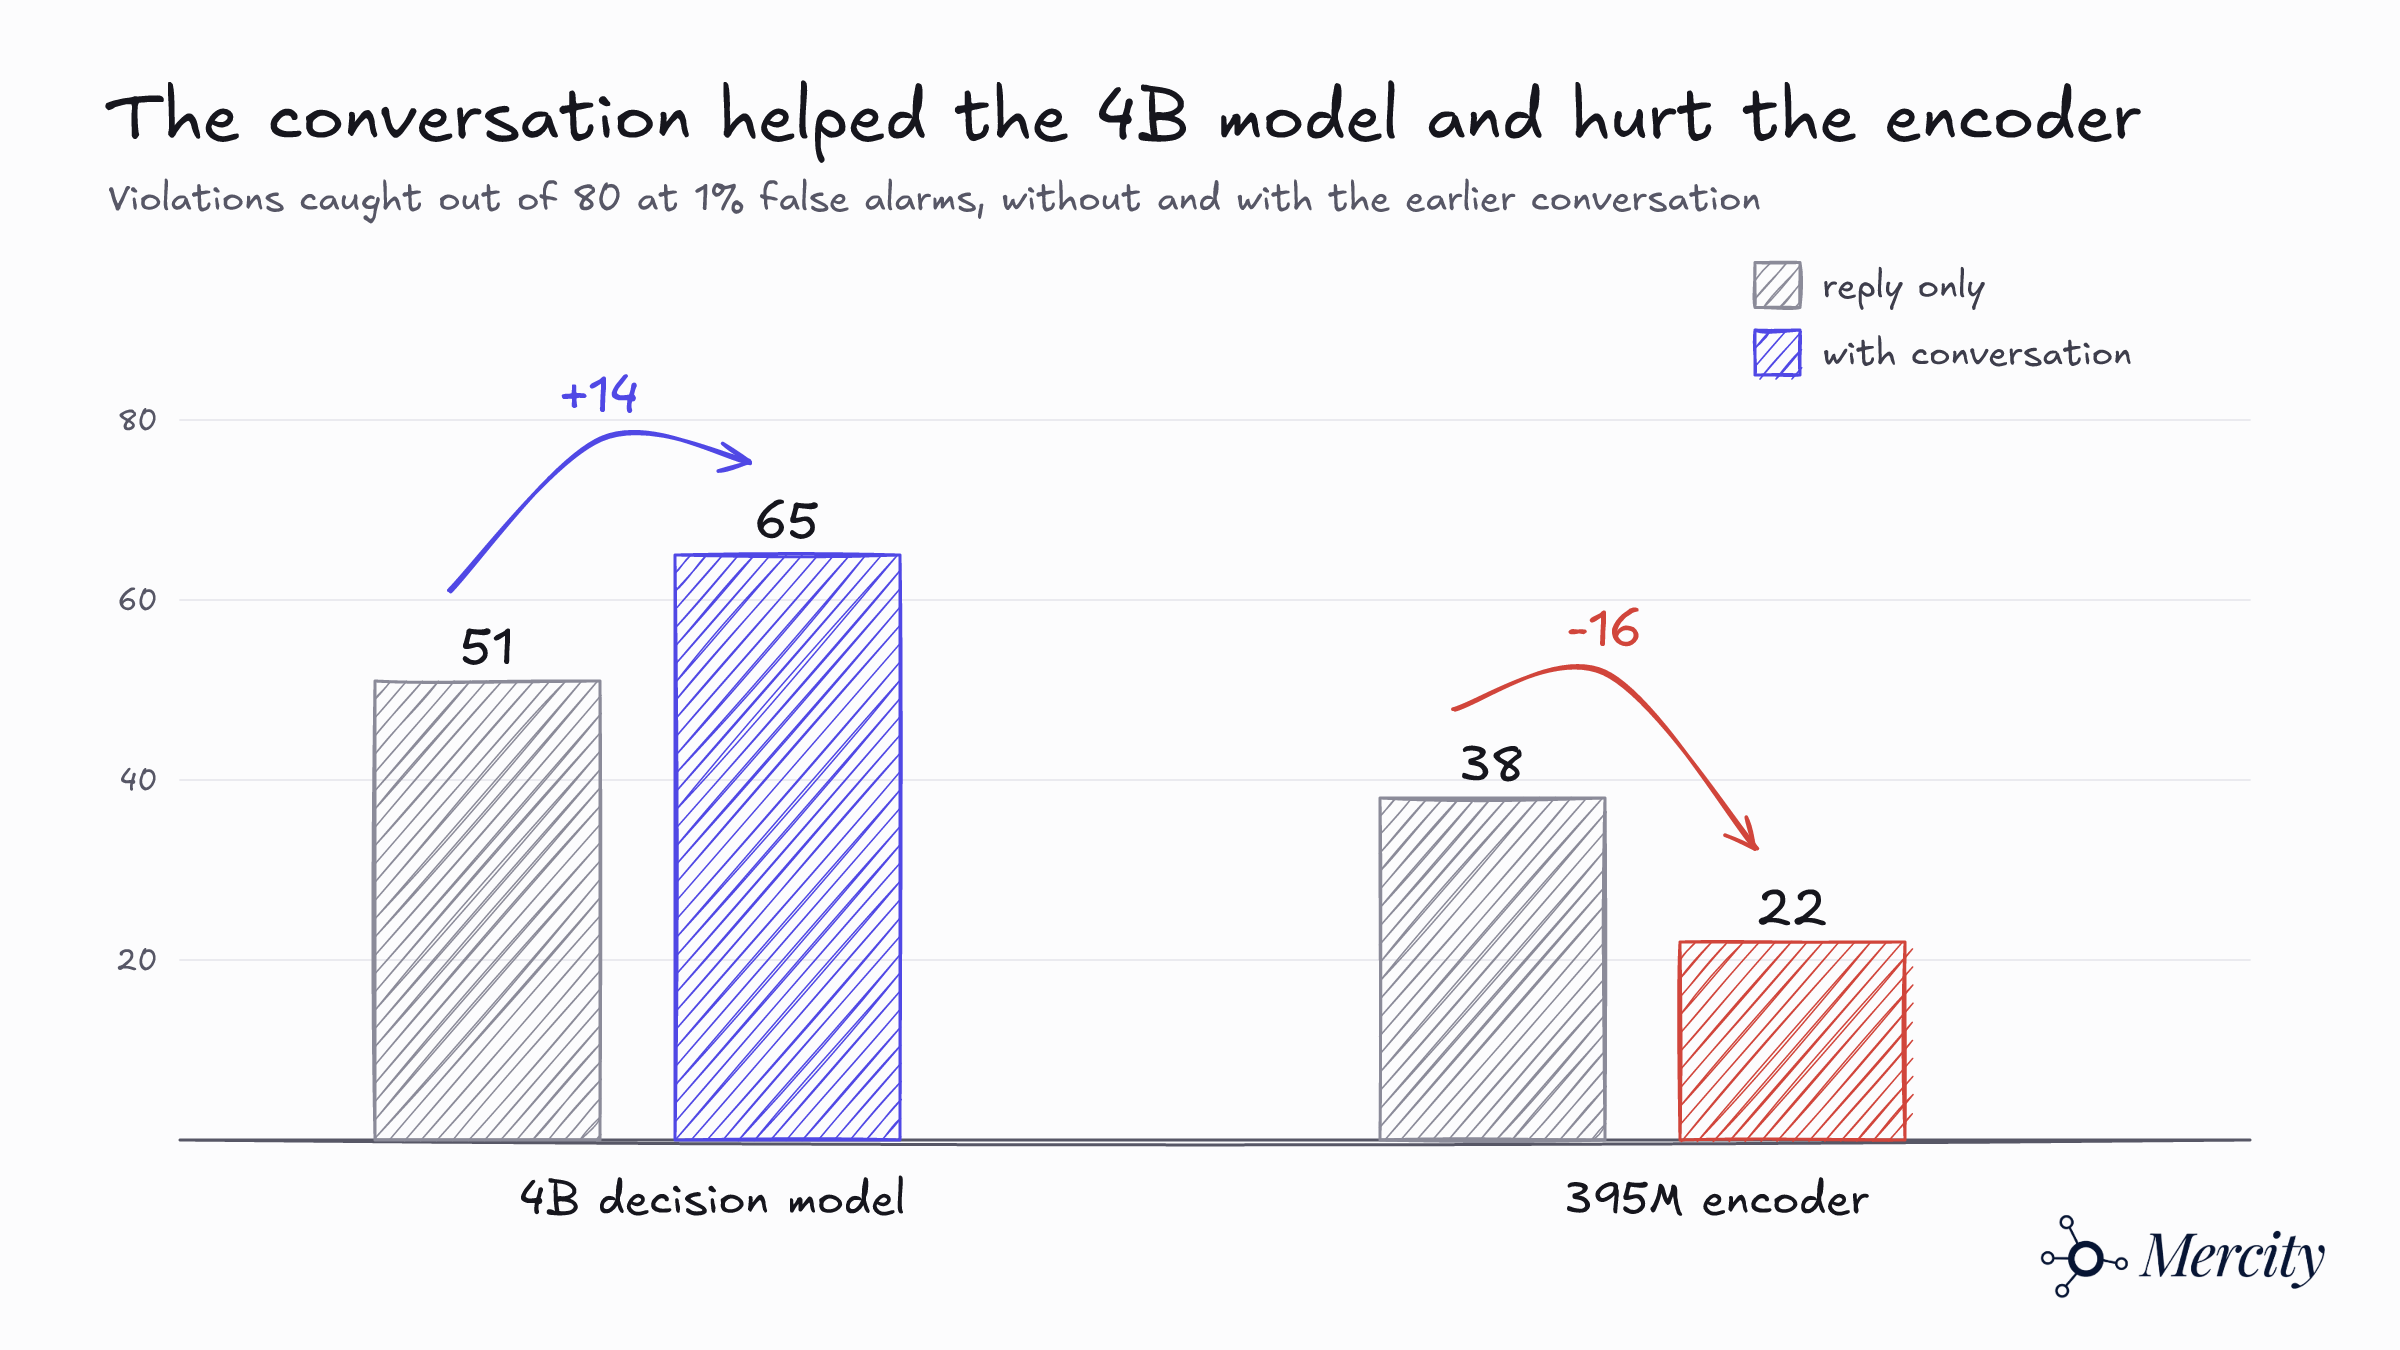 The conversation helped the 4B model and hurt the encoder
Violations caught out of 80 at 1% false alarms, without and with the earlier conversation
reply only
with conversation
+14
80
65
60
51
-16
38
40
22
20
4B decision model
395M encoder
Mercity